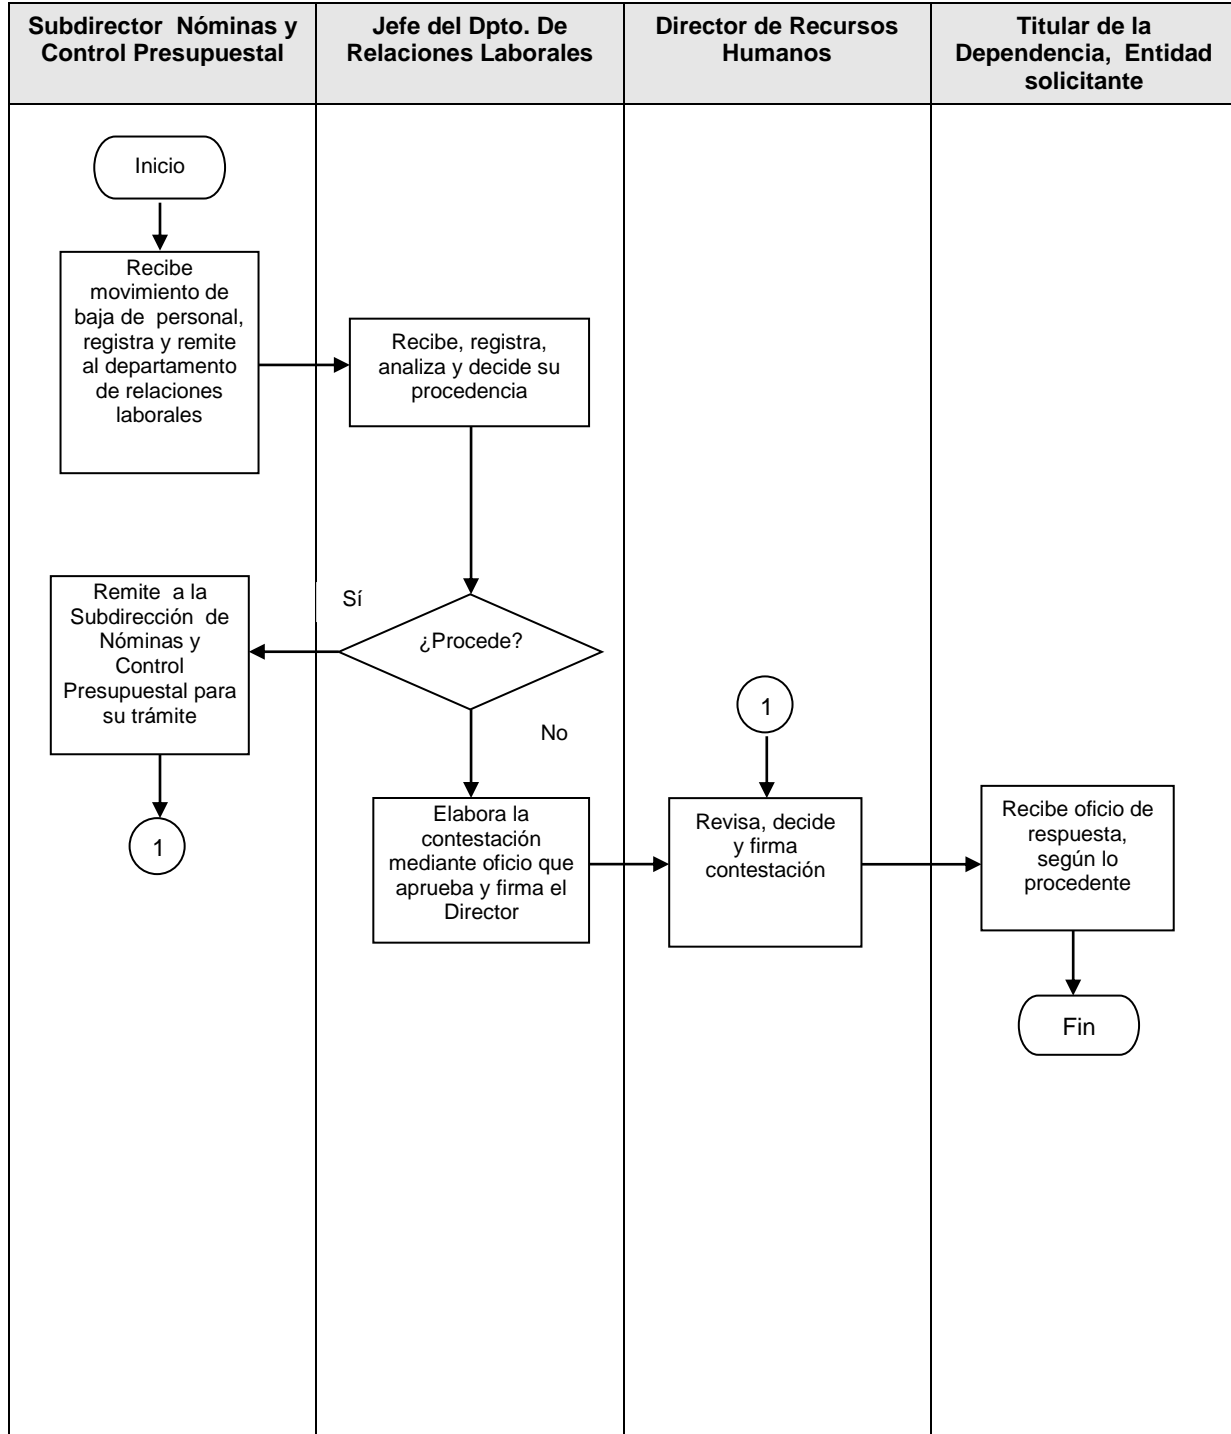 Subdirector Nóminas y
Control Presupuestal
Jefe del Dpto. De
Relaciones Laborales
Director de Recursos
Humanos
Titular de la
Dependencia, Entidad
solicitante
Inicio
Recibe
movimiento de
baja de personal,
registra y remite
al departamento
de relaciones
laborales
Recibe, registra,
analiza y decide su
procedencia
Remite a la
Subdirección de
Nóminas y
Control
Presupuestal para
su trámite
Sí
¿Procede?
No
1
1
Elabora la
contestación
mediante oficio que
aprueba y firma el
Director
Revisa, decide
y firma
contestación
Recibe oficio de
respuesta,
según lo
procedente
Fin